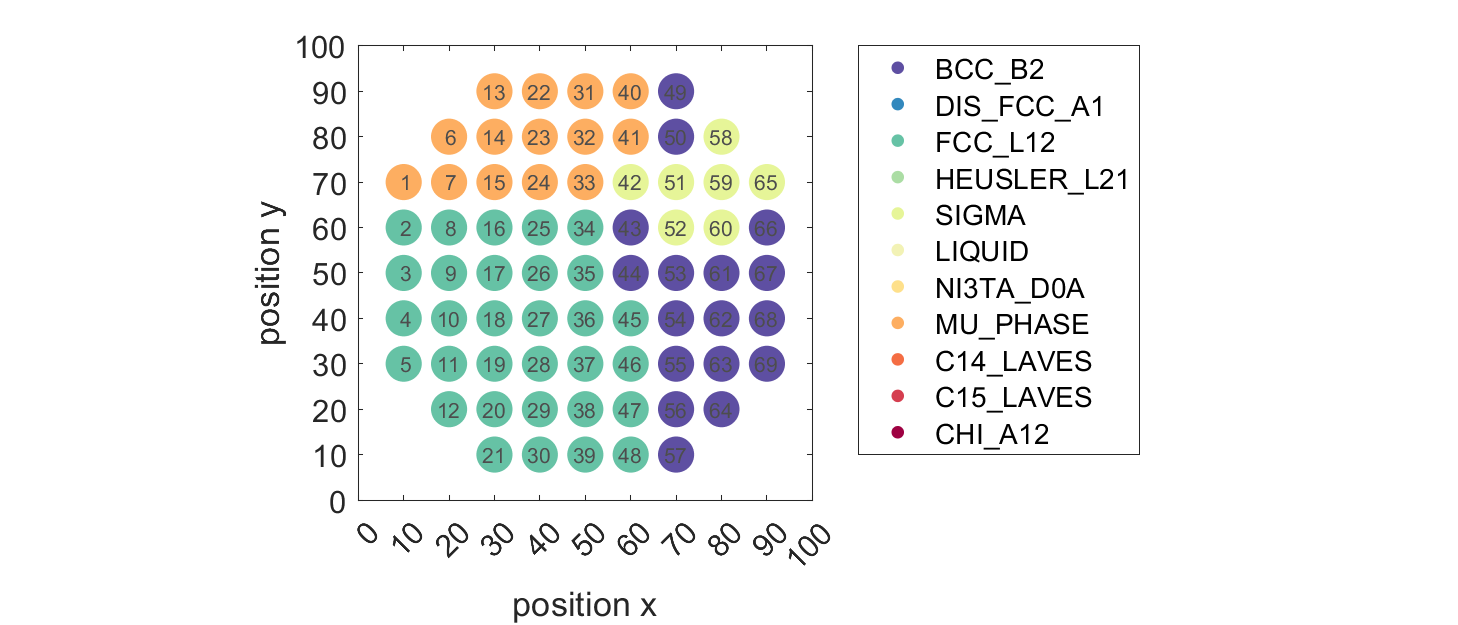 100
90
80
70
60
50
40
30
20
10
0
position y
13 22 31 40 49
6 14 23 32 41 50 58
1 7 15 24 33 42 51 59 65
2 8 16 25 34 43 52 60 66
3 9 17 26 35 44 53 61 67
4 10 18 27 36 45 54 62 68
5 11 19 28 37 46 55 63 69
12 20 29 38 47 56 64
21 30 39 48 57
0 10 20 30 40 50 60 70 80 90 100
position x
BCC_B2
DIS_FCC_A1
FCC_L12
HEUSLER_L21
SIGMA
LIQUID
NI3TA_D0A
MU_PHASE
C14_LAVES
C15_LAVES
CHI_A12